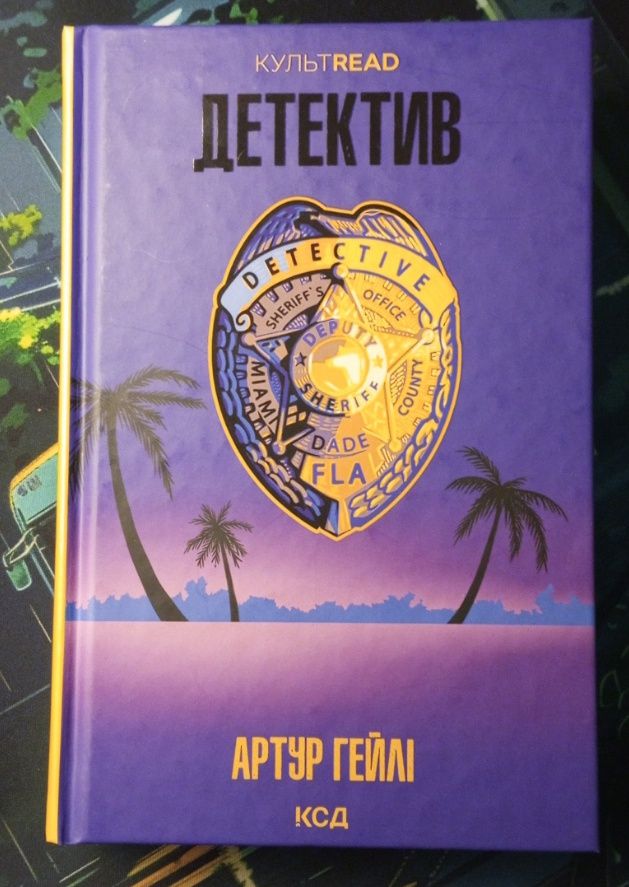 КУЛЬТREAD
ДЕТЕКТИВ
DETECTIVE
SHERIFF'S OFFICE
DEPUTY
SHERIFF
MIAMI DADE COUNTY
FLA
АРТУР ГЕЙЛІ
КСД